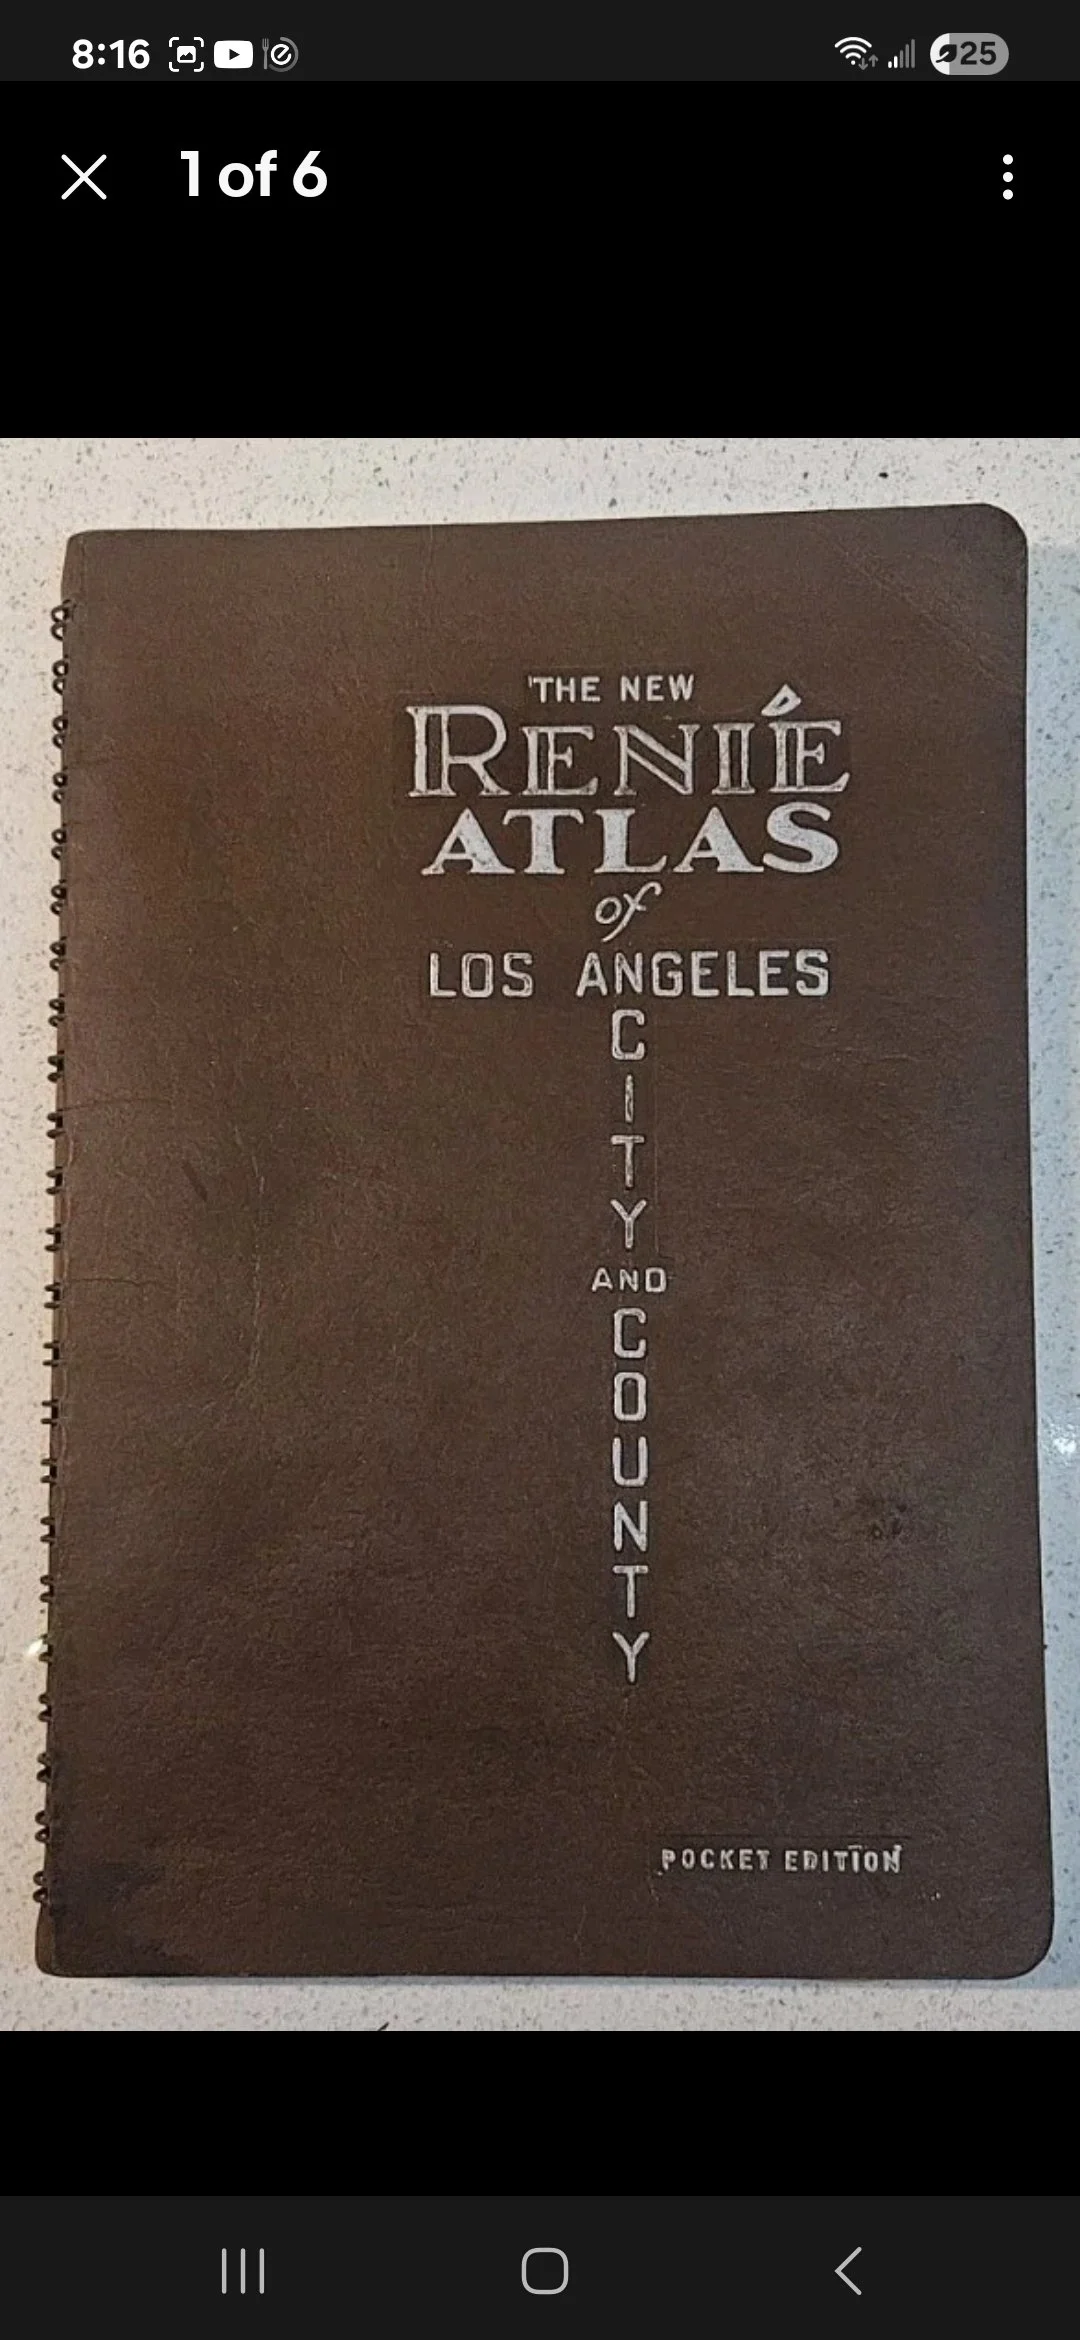 8:16
25
1 of 6
THE NEW
RENIÉ
ATLAS
of
LOS ANGELES
C
I
T
Y
AND
C
O
U
N
T
Y
POCKET EDITION